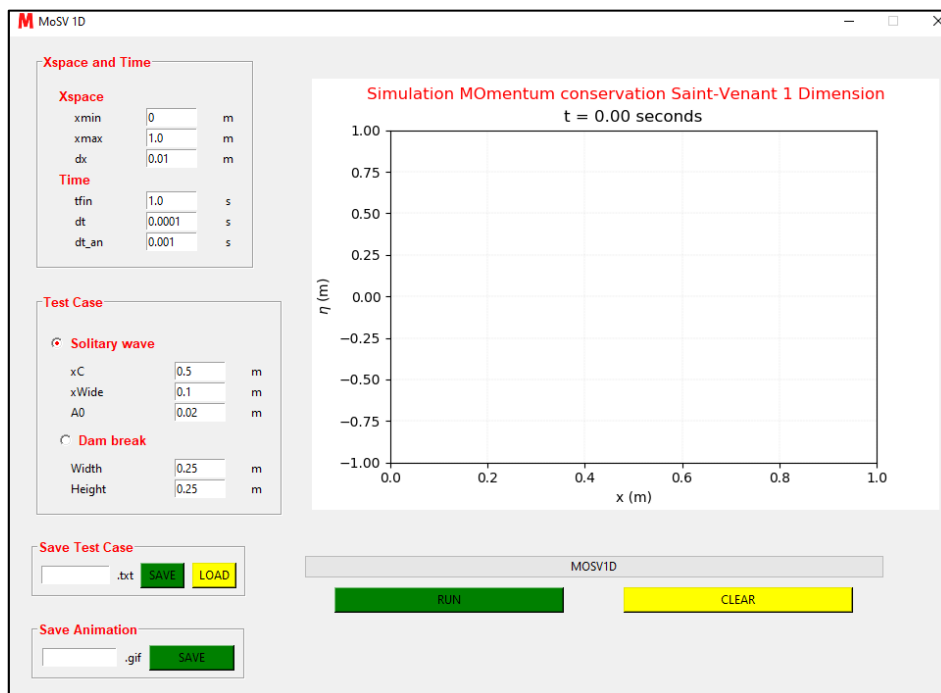 M MoSV 1D
Xspace and Time
Xspace
xmin 0 m
xmax 1.0 m
dx 0.01 m
Time
tfin 1.0 s
dt 0.0001 s
dt_an 0.001 s
Test Case
Solitary wave
xC 0.5 m
xWide 0.1 m
A0 0.02 m
Dam break
Width 0.25 m
Height 0.25 m
Save Test Case
.txt SAVE LOAD
Save Animation
.gif SAVE
Simulation MOmentum conservation Saint-Venant 1 Dimension
t = 0.00 seconds
1.00
0.75
0.50
0.25
0.00
−0.25
−0.50
−0.75
−1.00
η (m)
0.0 0.2 0.4 0.6 0.8 1.0
x (m)
MOSV1D
RUN CLEAR